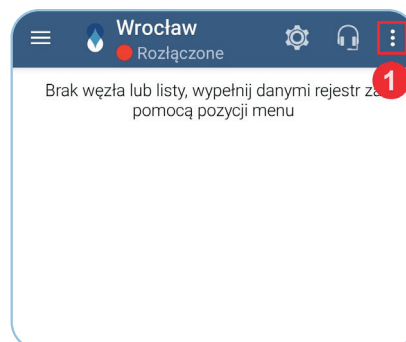 Wrocław
Rozłączone
Brak węzła lub listy, wypełnij danymi rejestr za
1
pomocą pozycji menu